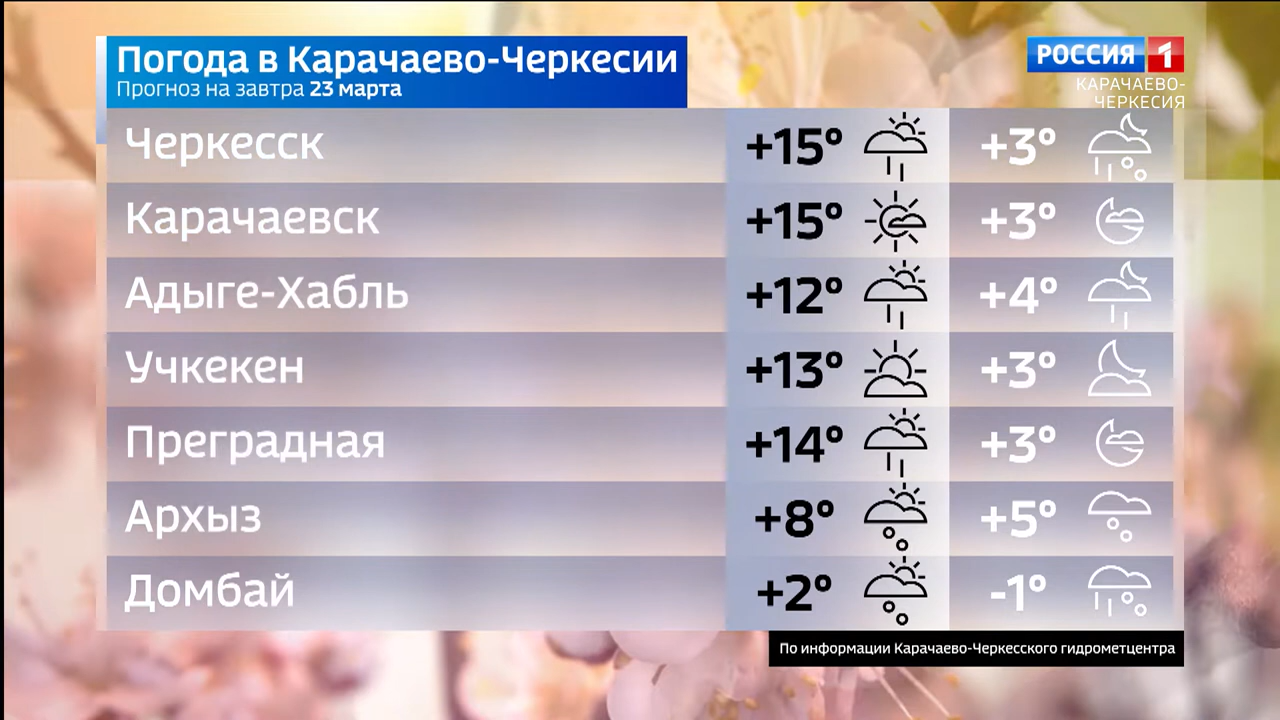 Погода в Карачаево-Черкесии
Прогноз на завтра 23 марта
РОССИЯ 1
КАРАЧАЕВО-
ЧЕРКЕСИЯ
Черкесск +15° +3°
Карачаевск +15° +3°
Адыге-Хабль +12° +4°
Учкекен +13° +3°
Преградная +14° +3°
Архыз +8° +5°
Домбай +2° -1°
По информации Карачаево-Черкесского гидрометцентра